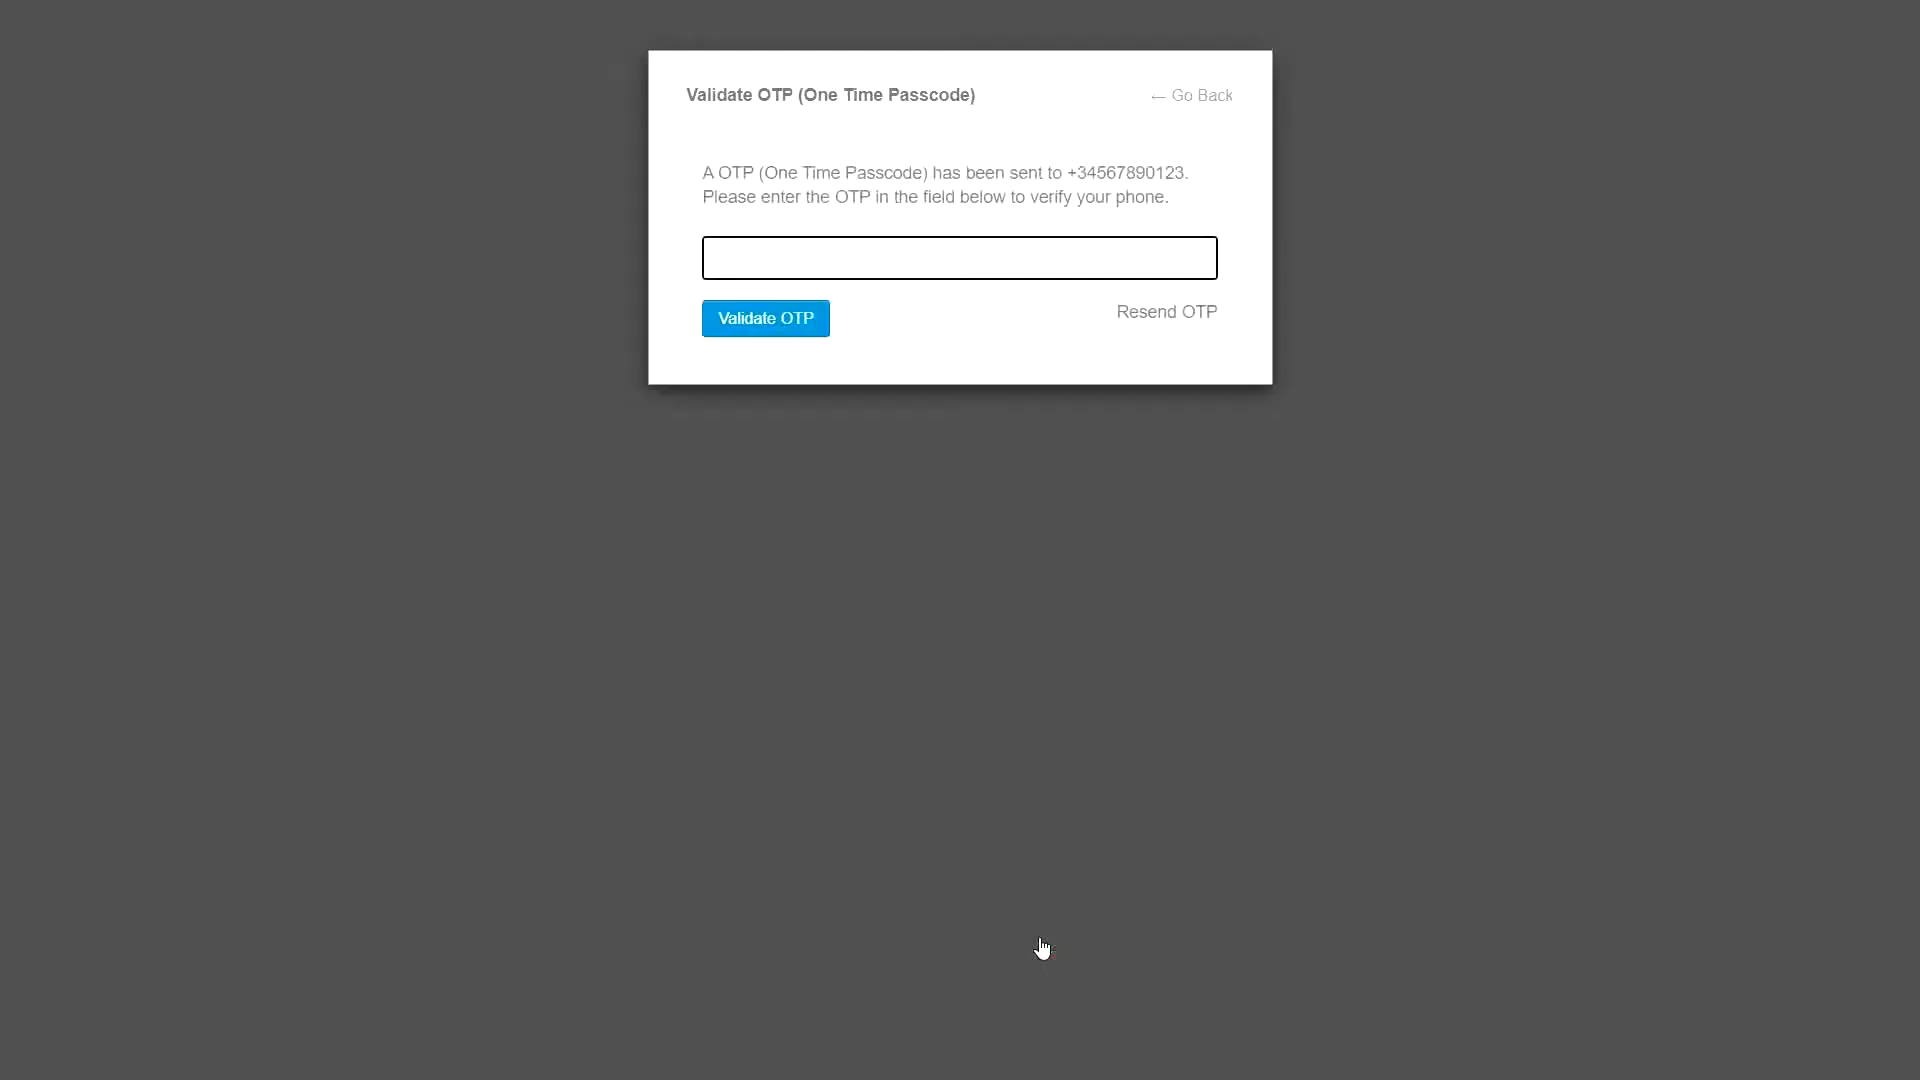 Validate OTP (One Time Passcode)
← Go Back
A OTP (One Time Passcode) has been sent to +34567890123.
Please enter the OTP in the field below to verify your phone.
Validate OTP
Resend OTP